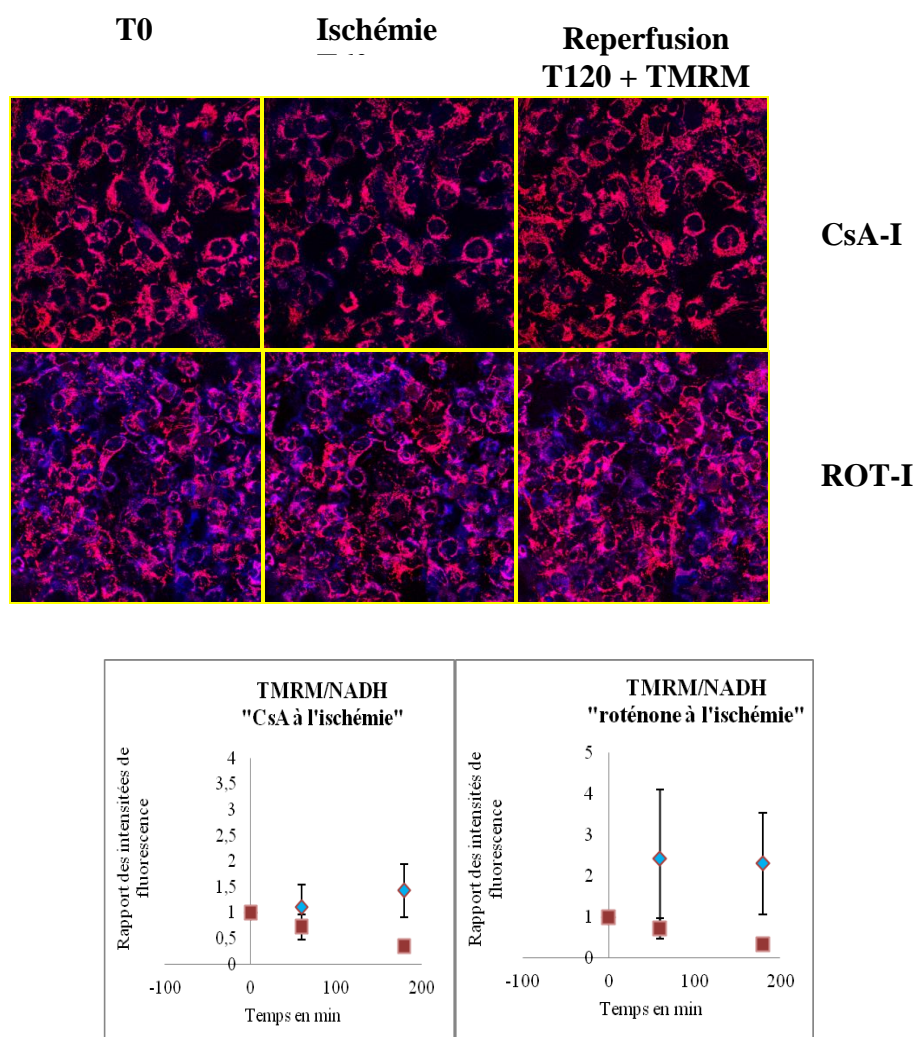 T0
Ischémie
Reperfusion
T120 + TMRM
CsA-I
ROT-I
TMRM/NADH
"CsA à l'ischémie"
Rapport des intensitées de
fluorescence
4
3,5
3
2,5
2
1,5
1
0,5
0
-100 0 100 200
Temps en min
TMRM/NADH
"roténone à l'ischémie"
Rapport des intensitées de
fluorescence
5
4
3
2
1
0
-100 0 100 200
Temps en min